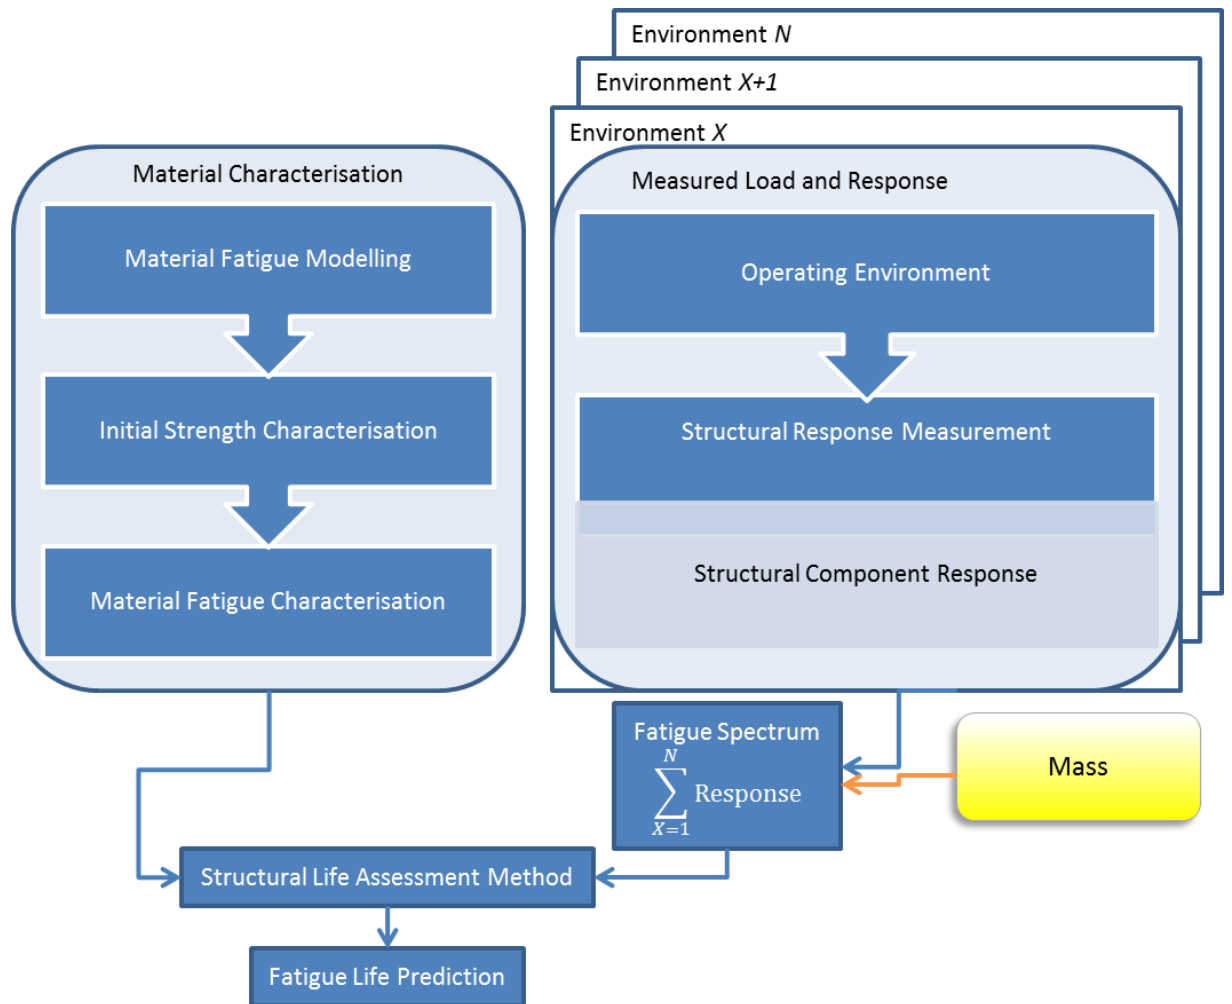 Environment N
Environment X+1
Environment X
Material Characterisation
Material Fatigue Modelling
Initial Strength Characterisation
Material Fatigue Characterisation
Measured Load and Response
Operating Environment
Structural Response Measurement
Structural Component Response
Fatigue Spectrum
N
∑ Response
X=1
Mass
Structural Life Assessment Method
Fatigue Life Prediction